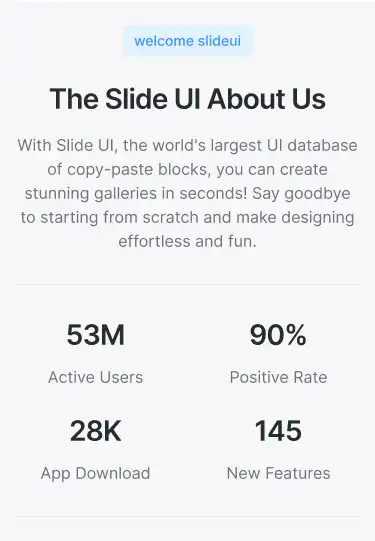 welcome slideui
The Slide UI About Us
With Slide UI, the world's largest UI database
of copy-paste blocks, you can create
stunning galleries in seconds! Say goodbye
to starting from scratch and make designing
effortless and fun.
53M
90%
Active Users
Positive Rate
28K
145
App Download
New Features